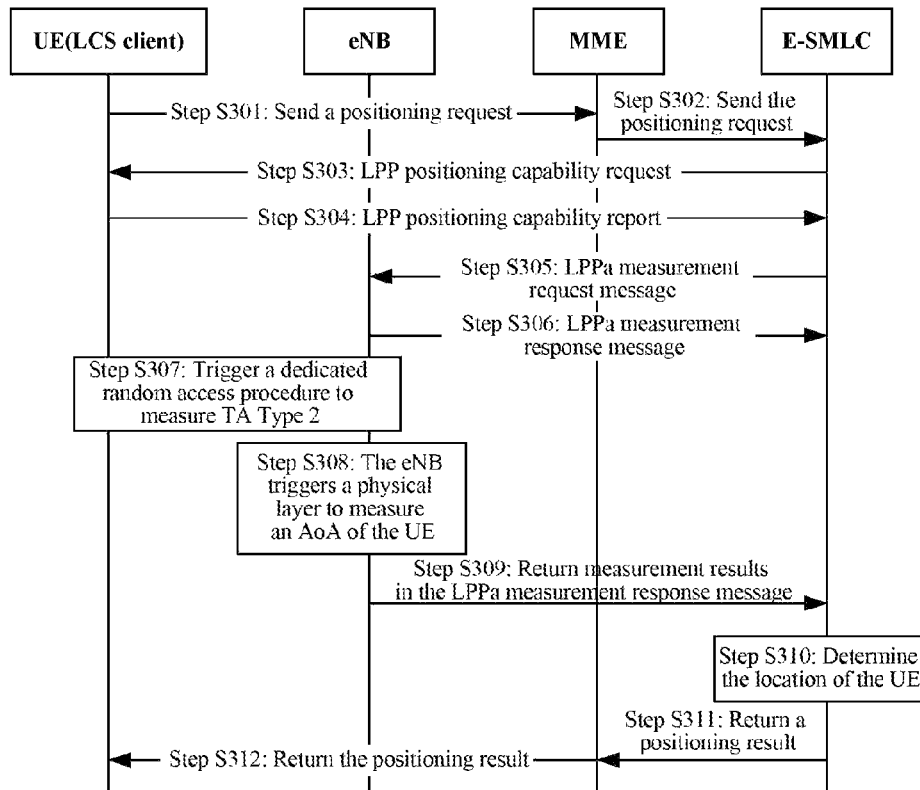 UE(LCS client)
eNB
MME
E-SMLC
Step S301: Send a positioning request
Step S302: Send the
positioning request
Step S303: LPP positioning capability request
Step S304: LPP positioning capability report
Step S305: LPPa measurement
request message
Step S306: LPPa measurement
response message
Step S307: Trigger a dedicated
random access procedure to
measure TA Type 2
Step S308: The eNB
triggers a physical
layer to measure
an AoA of the UE
Step S309: Return measurement results
in the LPPa measurement response message
Step S310: Determine
the location of the UE
Step S311: Return a
positioning result
Step S312: Return the positioning result